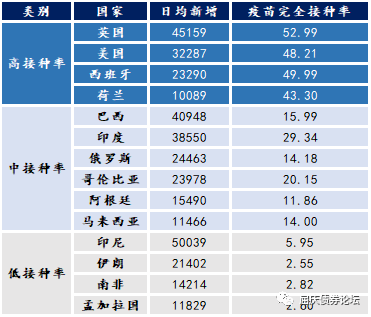 类别 国家 日均新增 疫苗完全接种率
高接种率 英国 45159 52.99
美国 32287 48.21
西班牙 23290 49.99
荷兰 10089 43.30
中接种率 巴西 40948 15.99
印度 38550 29.34
俄罗斯 24463 14.18
哥伦比亚 23978 20.15
阿根廷 15490 11.86
马来西亚 11466 14.00
低接种率 印尼 50039 5.95
伊朗 21402 2.55
南非 14214 2.82
孟加拉国 11829 2.60
屈庆债券论坛